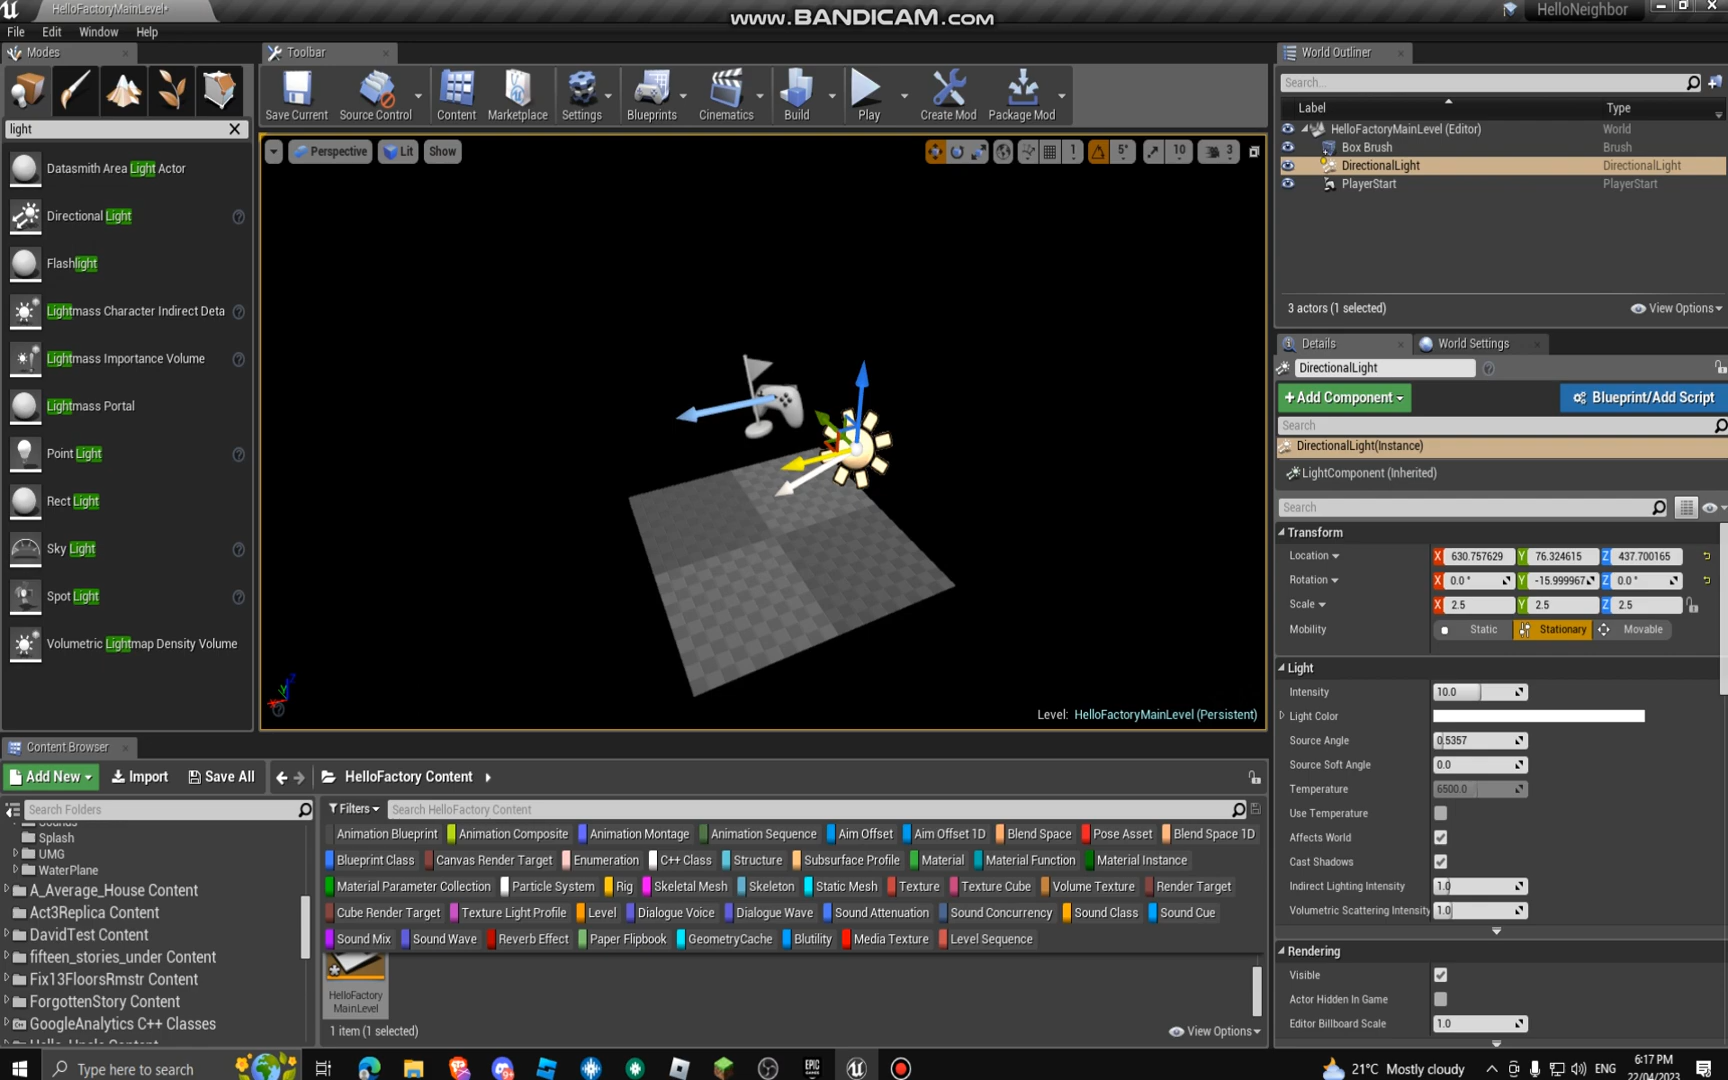 HelloFactoryMainLevel*
www.BANDICAM.com
HelloNeighbor
File Edit Window Help
Modes
Toolbar
World Outliner
Save Current
Source Control
Content
Marketplace
Settings
Blueprints
Cinematics
Build
Play
Create Mod
Package Mod
Search...
Label
Type
light
HelloFactoryMainLevel (Editor) World
Box Brush Brush
DirectionalLight DirectionalLight
PlayerStart PlayerStart
3 actors (1 selected)
View Options
Perspective
Lit
Show
1
10
5°
3
Datasmith Area Light Actor
Directional Light
Flashlight
Lightmass Character Indirect Deta
Lightmass Importance Volume
Lightmass Portal
Point Light
Rect Light
Sky Light
Spot Light
Volumetric Lightmap Density Volume
Level: HelloFactoryMainLevel (Persistent)
Details
World Settings
DirectionalLight
+Add Component
Blueprint/Add Script
Search
DirectionalLight(Instance)
LightComponent (Inherited)
Search
Transform
Location X 630.757629 Y 76.324615 Z 437.700165
Rotation X 0.0° Y -15.999967 Z 0.0°
Scale X 2.5 Y 2.5 Z 2.5
Mobility Static Stationary Movable
Light
Intensity 10.0
Light Color
Source Angle 0.5357
Source Soft Angle 0.0
Temperature 6500.0
Use Temperature
Affects World
Cast Shadows
Indirect Lighting Intensity 1.0
Volumetric Scattering Intensity 1.0
Rendering
Visible
Actor Hidden In Game
Editor Billboard Scale 1.0
Content Browser
Add New
Import
Save All
HelloFactory Content
Search Folders
Filters
Search HelloFactory Content
Splash
UMG
WaterPlane
A_Average_House Content
Act3Replica Content
DavidTest Content
fifteen_stories_under Content
Fix13FloorsRmstr Content
ForgottenStory Content
GoogleAnalytics C++ Classes
Animation Blueprint Animation Composite Animation Montage Animation Sequence Aim Offset Aim Offset 1D Blend Space Pose Asset Blend Space 1D
Blueprint Class Canvas Render Target Enumeration C++ Class Structure Subsurface Profile Material Material Function Material Instance
Material Parameter Collection Particle System Rig Skeletal Mesh Skeleton Static Mesh Texture Texture Cube Volume Texture Render Target
Cube Render Target Texture Light Profile Level Dialogue Voice Dialogue Wave Sound Attenuation Sound Concurrency Sound Class Sound Cue
Sound Mix Sound Wave Reverb Effect Paper Flipbook GeometryCache Blutility Media Texture Level Sequence
HelloFactory
MainLevel
1 item (1 selected)
View Options
Type here to search
EPIC
21°C Mostly cloudy
ENG
6:17 PM
22/04/2023